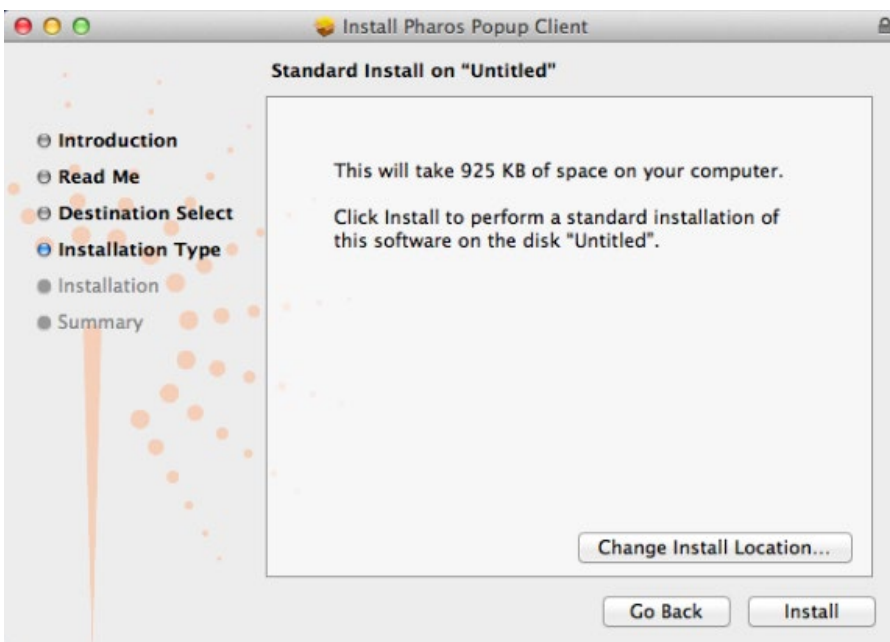 Install Pharos Popup Client
Standard Install on "Untitled"
Introduction
Read Me
Destination Select
Installation Type
Installation
Summary
This will take 925 KB of space on your computer.
Click Install to perform a standard installation of
this software on the disk "Untitled".
Change Install Location...
Go Back
Install